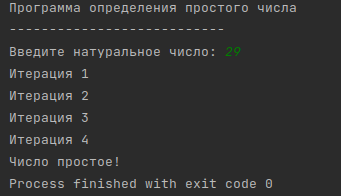 Программа определения простого числа
---------------------------
Введите натуральное число: 29
Итерация 1
Итерация 2
Итерация 3
Итерация 4
Число простое!
Process finished with exit code 0